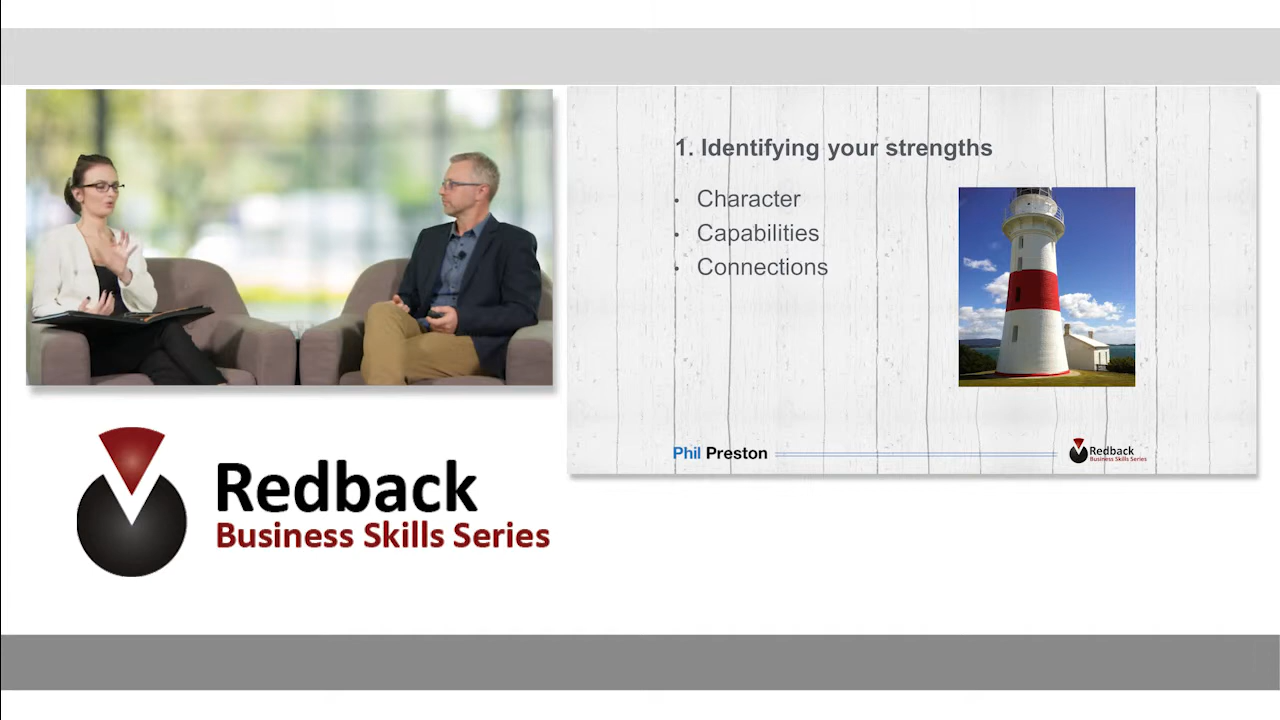 1. Identifying your strengths
• Character
• Capabilities
• Connections
Phil Preston
Redback
Business Skills Series
Redback
Business Skills Series